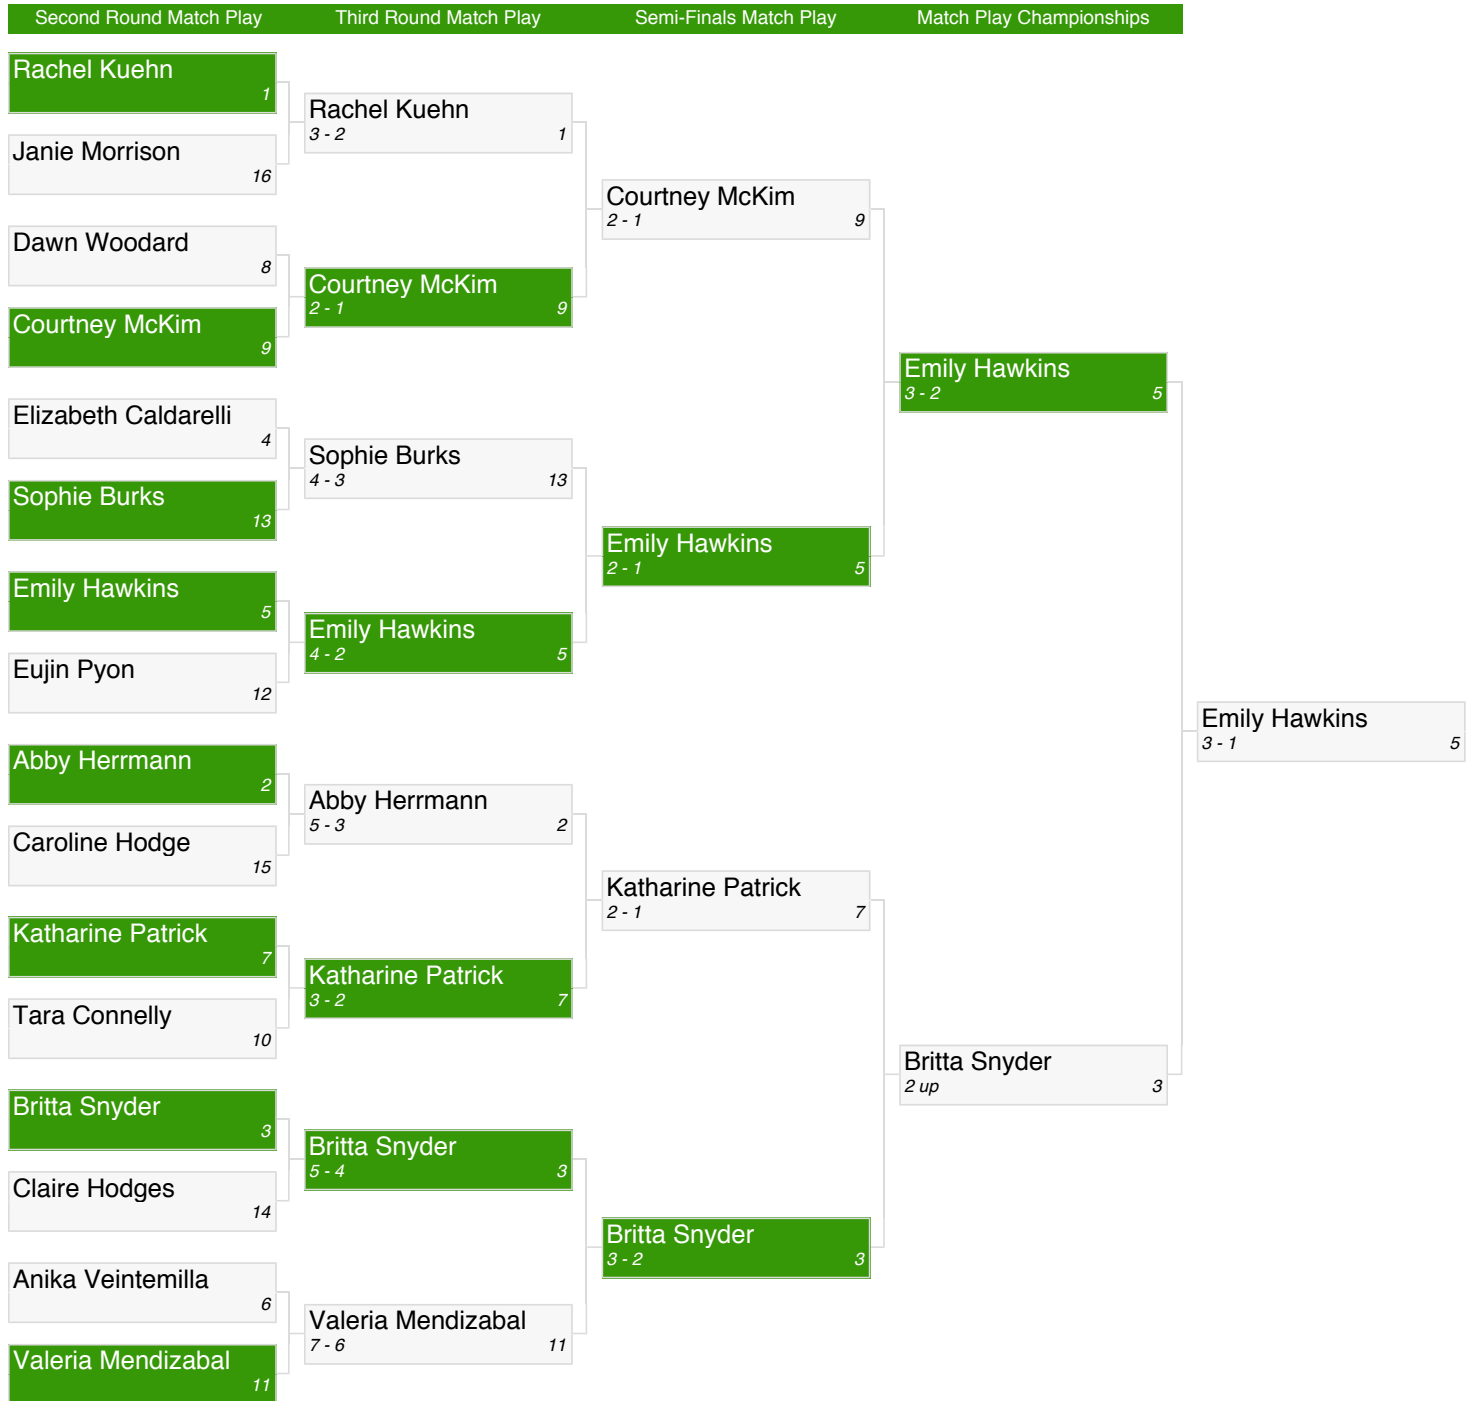 Second Round Match Play
Third Round Match Play
Semi-Finals Match Play
Match Play Championships
Rachel Kuehn
1
Janie Morrison
16
Dawn Woodard
8
Courtney McKim
9
Elizabeth Caldarelli
4
Sophie Burks
13
Emily Hawkins
5
Eujin Pyon
12
Abby Herrmann
2
Caroline Hodge
15
Katharine Patrick
7
Tara Connelly
10
Britta Snyder
3
Claire Hodges
14
Anika Veintemilla
6
Valeria Mendizabal
11
Rachel Kuehn
3 - 2 1
Courtney McKim
2 - 1 9
Sophie Burks
4 - 3 13
Emily Hawkins
4 - 2 5
Abby Herrmann
5 - 3 2
Katharine Patrick
3 - 2 7
Britta Snyder
5 - 4 3
Valeria Mendizabal
7 - 6 11
Courtney McKim
2 - 1 9
Emily Hawkins
2 - 1 5
Katharine Patrick
2 - 1 7
Britta Snyder
3 - 2 3
Emily Hawkins
3 - 2 5
Britta Snyder
2 up 3
Emily Hawkins
3 - 1 5